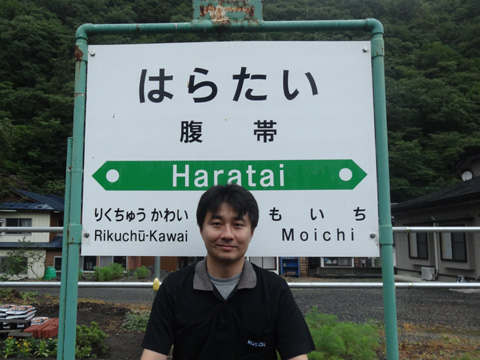 はらたい
腹帯
Haratai
りくちゅうかわい もいち
Rikuchū-Kawai Moichi